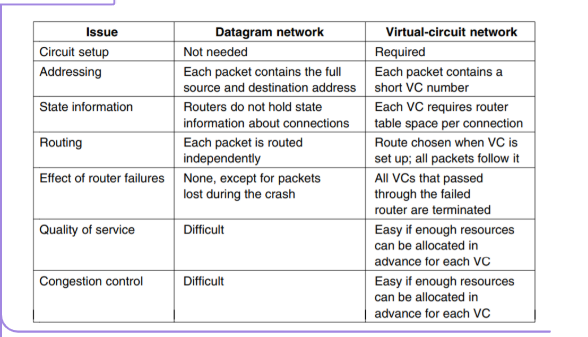 Issue Datagram network Virtual-circuit network
Circuit setup Not needed Required
Addressing Each packet contains the full Each packet contains a
source and destination address short VC number
State information Routers do not hold state Each VC requires router
information about connections table space per connection
Routing Each packet is routed Route chosen when VC is
independently set up; all packets follow it
Effect of router failures None, except for packets All VCs that passed
lost during the crash through the failed
router are terminated
Quality of service Difficult Easy if enough resources
can be allocated in
advance for each VC
Congestion control Difficult Easy if enough resources
can be allocated in
advance for each VC